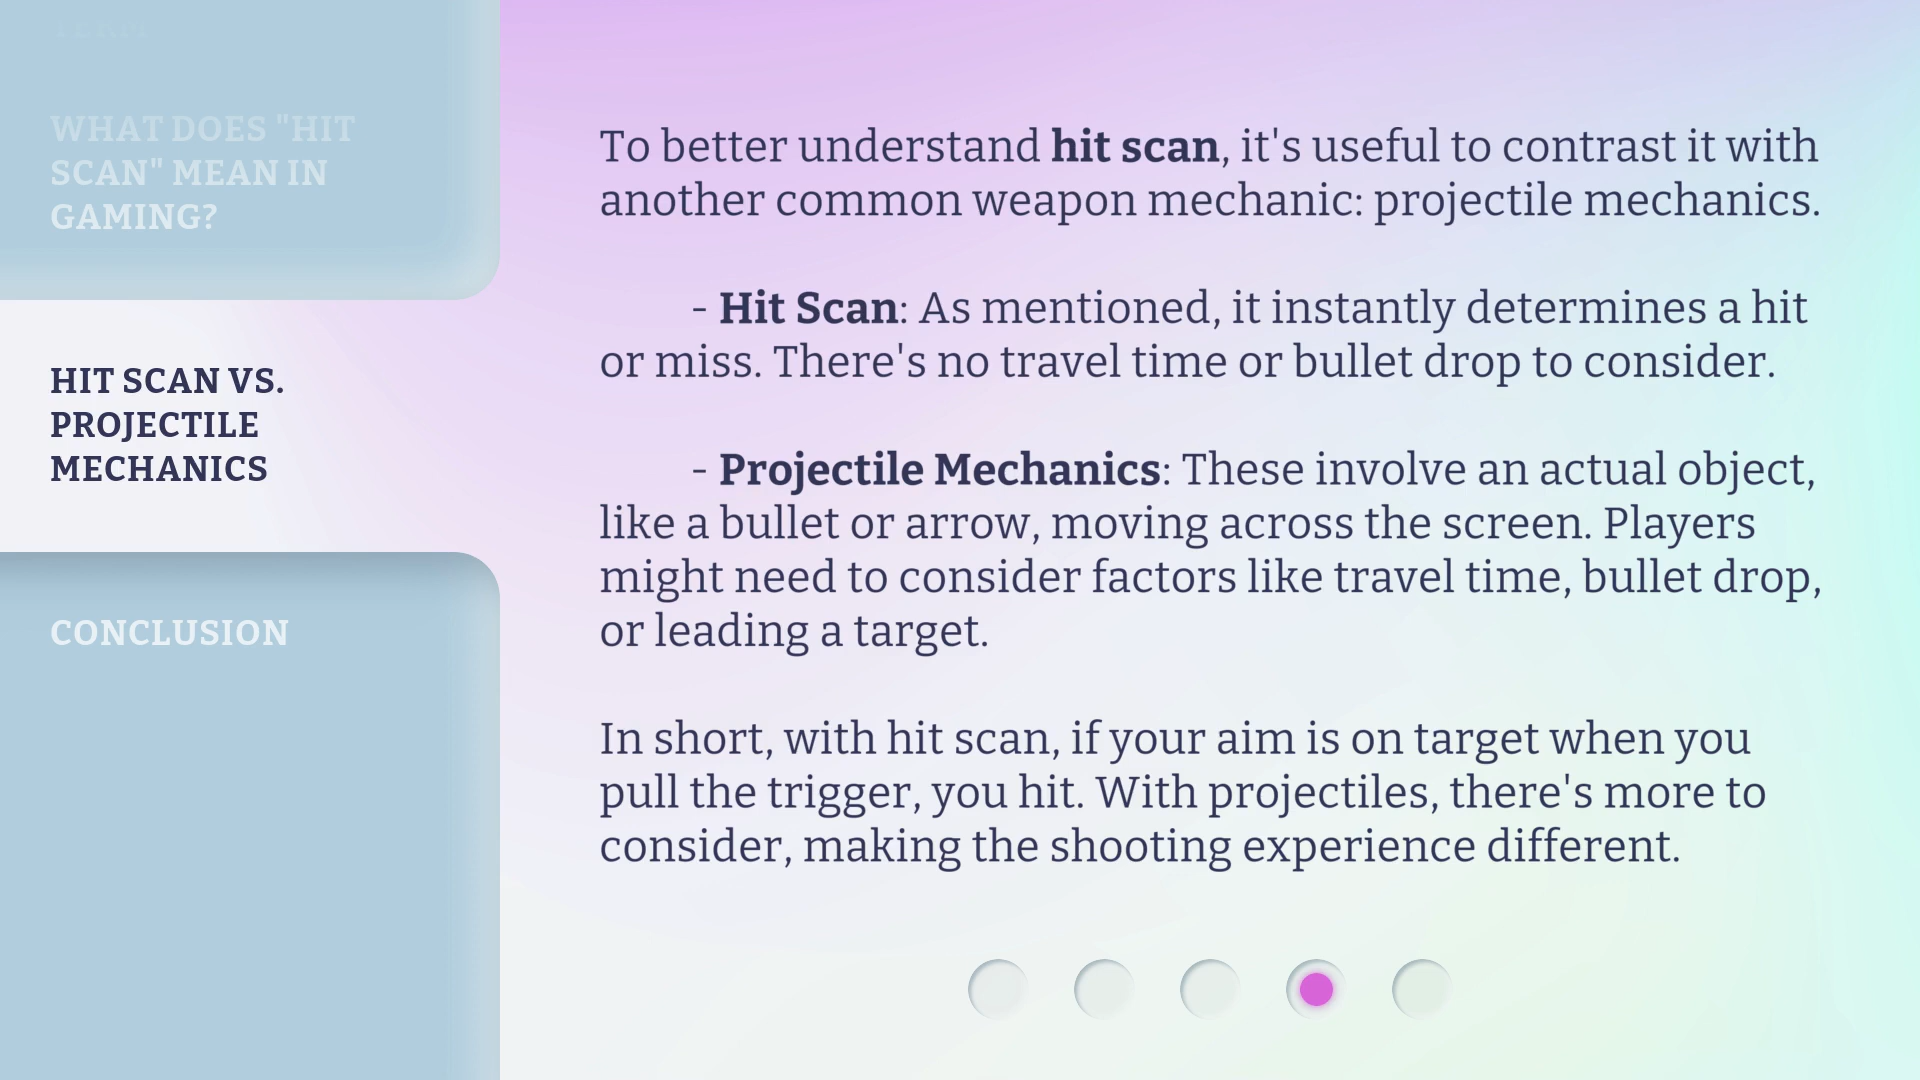 WHAT DOES "HIT
SCAN" MEAN IN
GAMING?
HIT SCAN VS.
PROJECTILE
MECHANICS
CONCLUSION
To better understand hit scan, it's useful to contrast it with
another common weapon mechanic: projectile mechanics.
- Hit Scan: As mentioned, it instantly determines a hit
or miss. There's no travel time or bullet drop to consider.
- Projectile Mechanics: These involve an actual object,
like a bullet or arrow, moving across the screen. Players
might need to consider factors like travel time, bullet drop,
or leading a target.
In short, with hit scan, if your aim is on target when you
pull the trigger, you hit. With projectiles, there's more to
consider, making the shooting experience different.